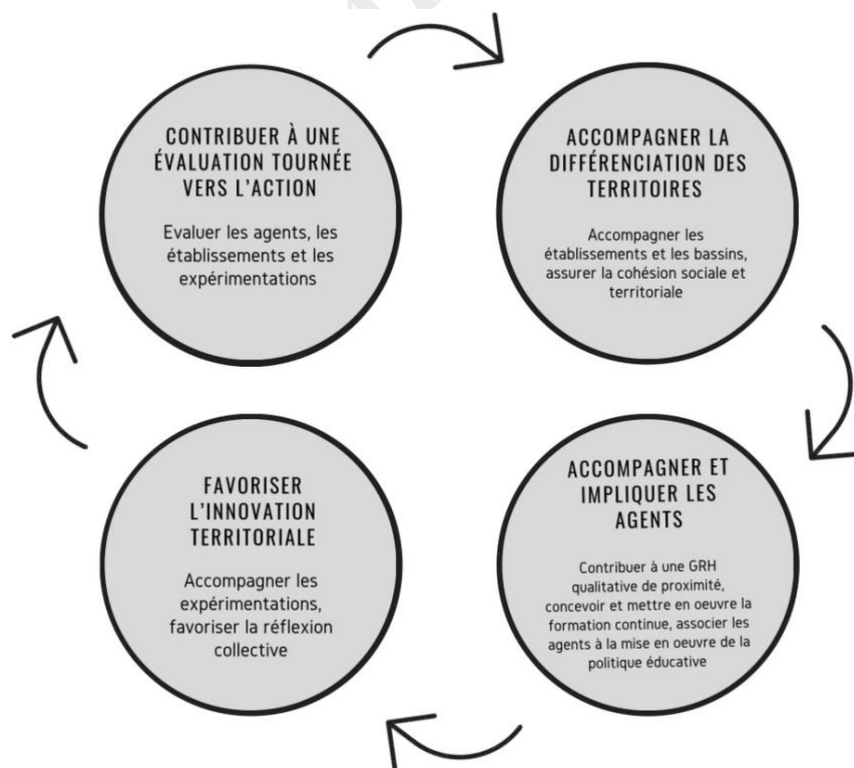 CONTRIBUER À UNE
ÉVALUATION TOURNÉE
VERS L'ACTION
Evaluer les agents, les
établissements et les
expérimentations
ACCOMPAGNER LA
DIFFÉRENCIATION DES
TERRITOIRES
Accompagner les
établissements et les bassins,
assurer la cohésion sociale et
territoriale
FAVORISER
L'INNOVATION
TERRITORIALE
Accompagner les
expérimentations,
favoriser la réflexion
collective
ACCOMPAGNER ET
IMPLIQUER LES
AGENTS
Contribuer à une GRH
qualitative de proximité,
concevoir et mettre en oeuvre la
formation continue, associer les
agents à la mise en oeuvre de la
politique éducative